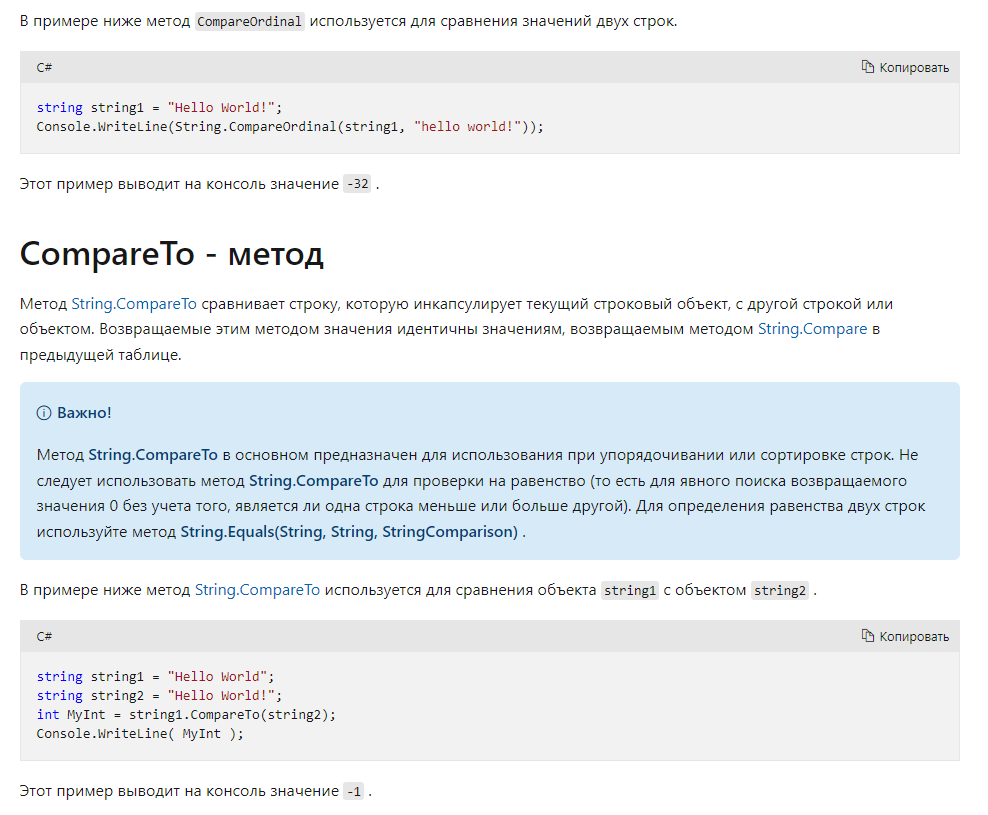 В примере ниже метод CompareOrdinal используется для сравнения значений двух строк.
C# Копировать
string string1 = "Hello World!";
Console.WriteLine(String.CompareOrdinal(string1, "hello world!"));
Этот пример выводит на консоль значение -32 .
CompareTo - метод
Метод String.CompareTo сравнивает строку, которую инкапсулирует текущий строковый объект, с другой строкой или
объектом. Возвращаемые этим методом значения идентичны значениям, возвращаемым методом String.Compare в
предыдущей таблице.
Важно!
Метод String.CompareTo в основном предназначен для использования при упорядочивании или сортировке строк. Не
следует использовать метод String.CompareTo для проверки на равенство (то есть для явного поиска возвращаемого
значения 0 без учета того, является ли одна строка меньше или больше другой). Для определения равенства двух строк
используйте метод String.Equals(String, String, StringComparison) .
В примере ниже метод String.CompareTo используется для сравнения объекта string1 с объектом string2 .
C# Копировать
string string1 = "Hello World";
string string2 = "Hello World!";
int MyInt = string1.CompareTo(string2);
Console.WriteLine( MyInt );
Этот пример выводит на консоль значение -1 .